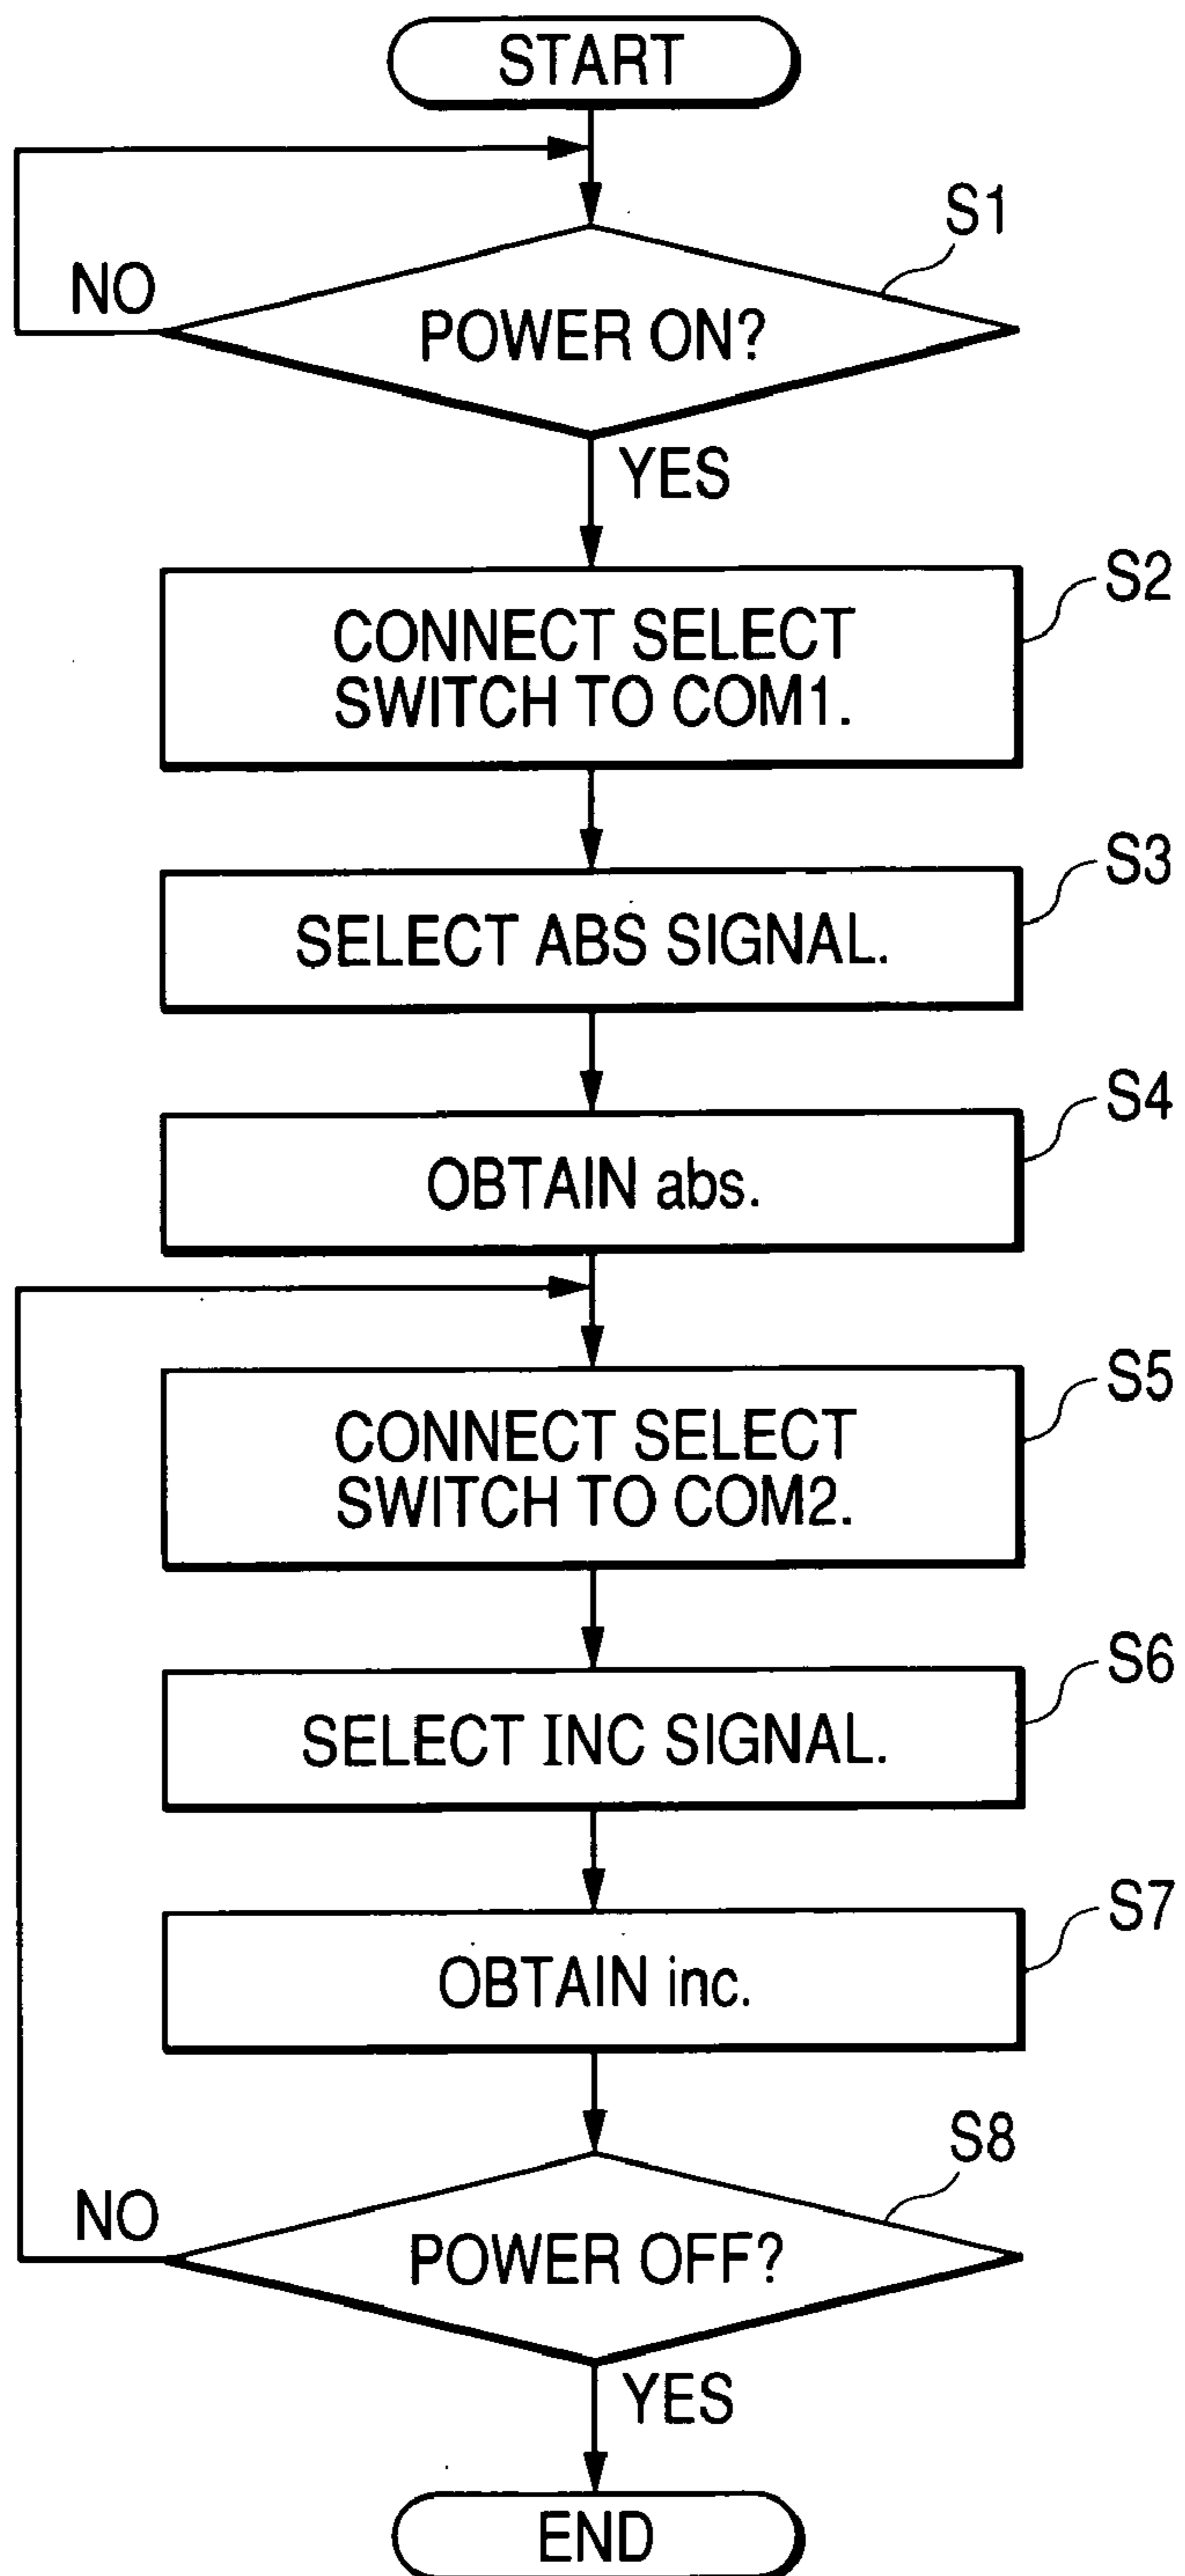 START
S1
NO
POWER ON?
YES
S2
CONNECT SELECT
SWITCH TO COM1.
S3
SELECT ABS SIGNAL.
S4
OBTAIN abs.
S5
CONNECT SELECT
SWITCH TO COM2.
S6
SELECT INC SIGNAL.
S7
OBTAIN inc.
S8
NO
POWER OFF?
YES
END